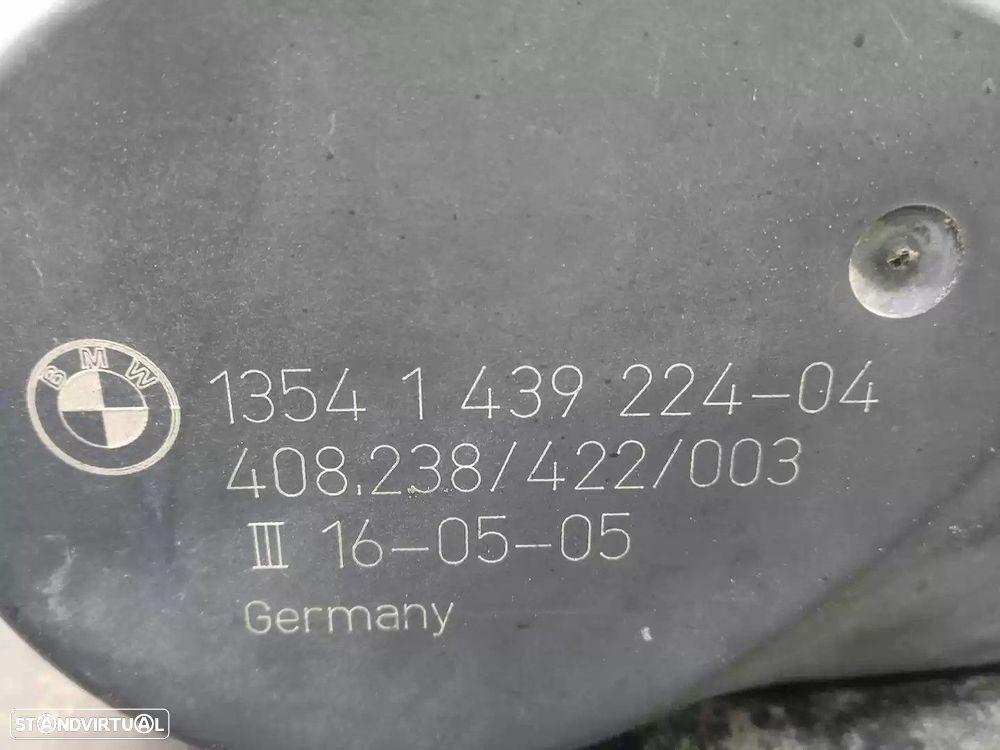 BMW
1354 1 439 224-04
408.238/422/003
III 16-05-05
Germany
STANDVIRTUAL